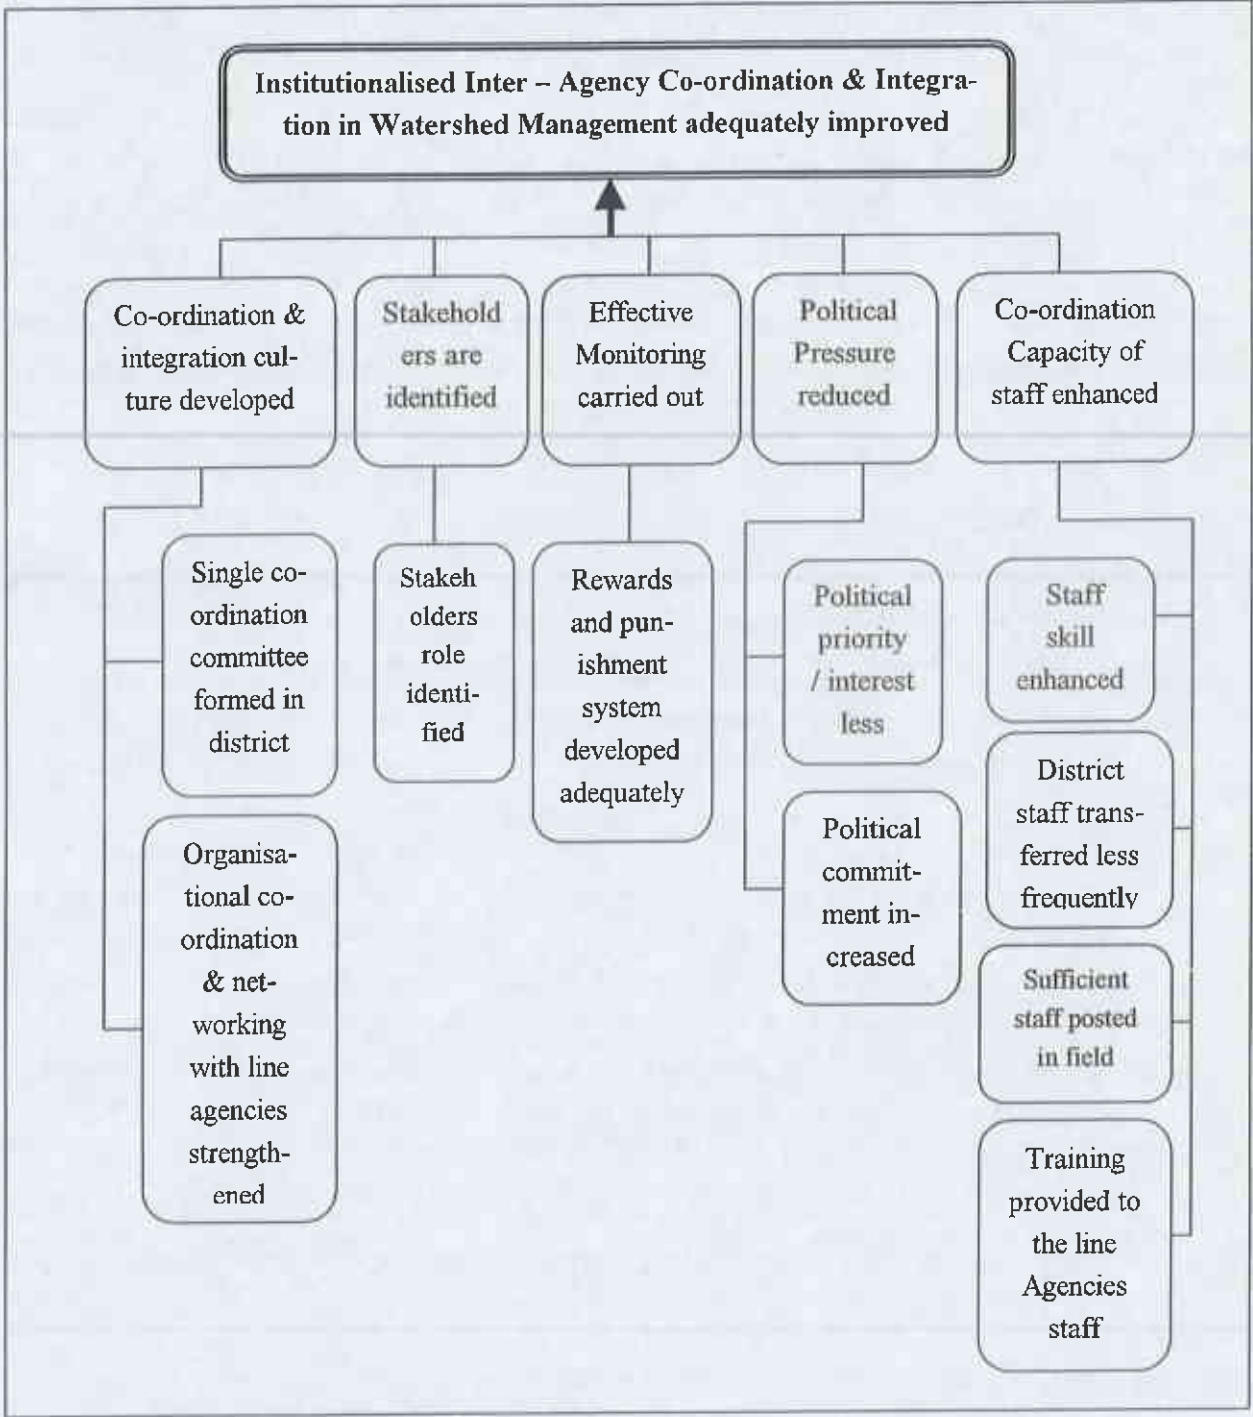 Institutionalised Inter – Agency Co-ordination & Integra-
tion in Watershed Management adequately improved
Co-ordination &
integration cul-
ture developed
Stakehold
ers are
identified
Effective
Monitoring
carried out
Political
Pressure
reduced
Co-ordination
Capacity of
staff enhanced
Single co-
ordination
committee
formed in
district
Organisa-
tional co-
ordination
& net-
working
with line
agencies
strength-
ened
Stakeh
olders
role
identi-
fied
Rewards
and pun-
ishment
system
developed
adequately
Political
priority
/ interest
less
Political
commit-
ment in-
creased
Staff
skill
enhanced
District
staff trans-
ferred less
frequently
Sufficient
staff posted
in field
Training
provided to
the line
Agencies
staff